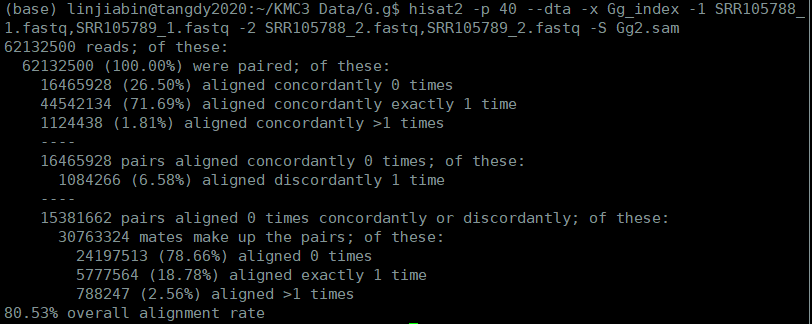 (base) linjiabin@tangdy2020:~/KMC3 Data/G.g$ hisat2 -p 40 --dta -x Gg_index -1 SRR105788_
1.fastq,SRR105789_1.fastq -2 SRR105788_2.fastq,SRR105789_2.fastq -S Gg2.sam
62132500 reads; of these:
  62132500 (100.00%) were paired; of these:
    16465928 (26.50%) aligned concordantly 0 times
    44542134 (71.69%) aligned concordantly exactly 1 time
    1124438 (1.81%) aligned concordantly >1 times
    ----
    16465928 pairs aligned concordantly 0 times; of these:
      1084266 (6.58%) aligned discordantly 1 time
    ----
    15381662 pairs aligned 0 times concordantly or discordantly; of these:
      30763324 mates make up the pairs; of these:
        24197513 (78.66%) aligned 0 times
        5777564 (18.78%) aligned exactly 1 time
        788247 (2.56%) aligned >1 times
80.53% overall alignment rate